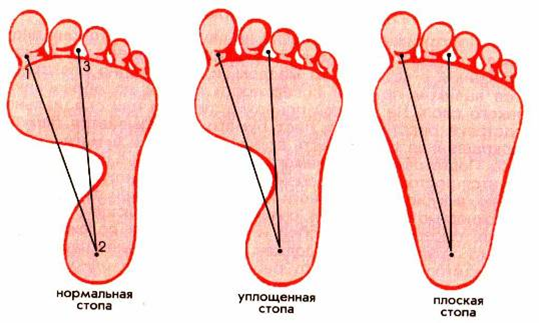 1
3
2
нормальная
стопа
уплощенная
стопа
плоская
стопа